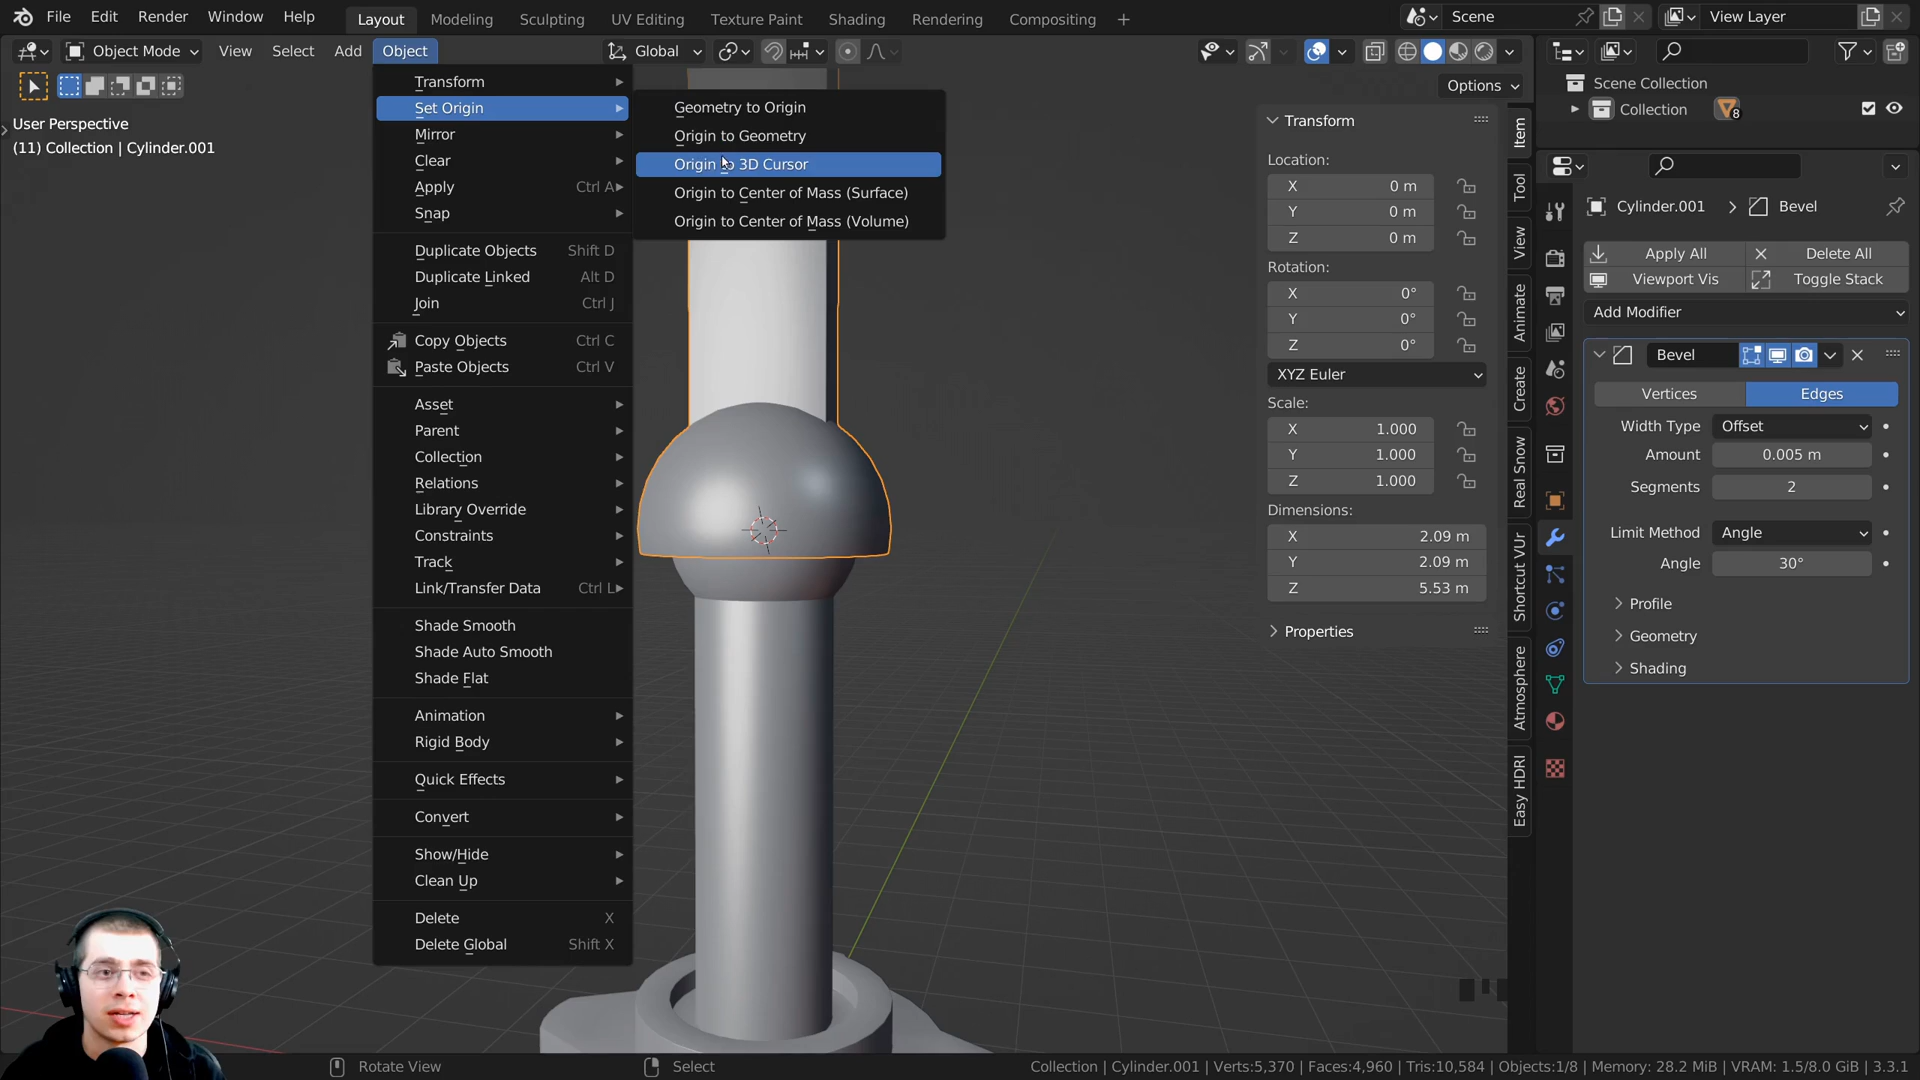 File Edit Render Window Help Layout Modeling Sculpting UV Editing Texture Paint Shading Rendering Compositing + Scene View Layer
Object Mode View Select Add Object Global
Options
User Perspective
(11) Collection | Cylinder.001
Transform
Set Origin
Mirror
Clear
Apply Ctrl A
Snap
Duplicate Objects Shift D
Duplicate Linked Alt D
Join Ctrl J
Copy Objects Ctrl C
Paste Objects Ctrl V
Asset
Parent
Collection
Relations
Library Override
Constraints
Track
Link/Transfer Data Ctrl L
Shade Smooth
Shade Auto Smooth
Shade Flat
Animation
Rigid Body
Quick Effects
Convert
Show/Hide
Clean Up
Delete X
Delete Global Shift X
Geometry to Origin
Origin to Geometry
Origin to 3D Cursor
Origin to Center of Mass (Surface)
Origin to Center of Mass (Volume)
Transform
Location:
X 0 m
Y 0 m
Z 0 m
Rotation:
X 0°
Y 0°
Z 0°
XYZ Euler
Scale:
X 1.000
Y 1.000
Z 1.000
Dimensions:
X 2.09 m
Y 2.09 m
Z 5.53 m
Properties
Item
Tool
View
Animate
Create
Real Snow
Shortcut VUr
Atmosphere
Easy HDRI
Scene Collection
Collection 8
Cylinder.001 > Bevel
Apply All Delete All
Viewport Vis Toggle Stack
Add Modifier
Bevel
Vertices Edges
Width Type Offset
Amount 0.005 m
Segments 2
Limit Method Angle
Angle 30°
Profile
Geometry
Shading
Rotate View Select Collection | Cylinder.001 | Verts:5,370 | Faces:4,960 | Tris:10,584 | Objects:1/8 | Memory: 28.2 MiB | VRAM: 1.5/8.0 GiB | 3.3.1